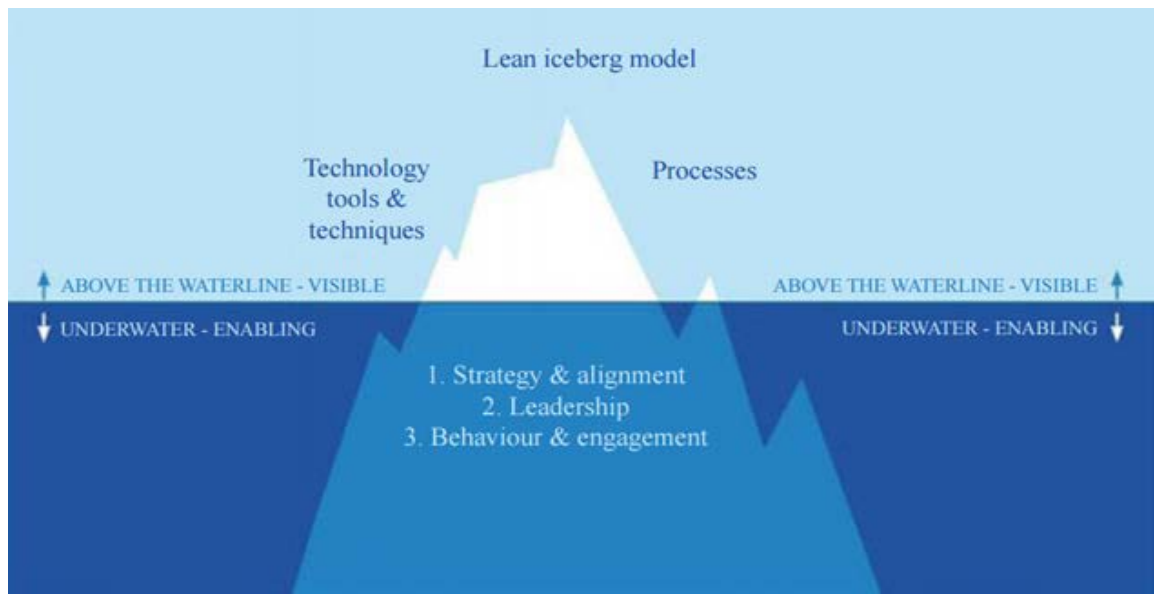 Lean iceberg model
Technology
tools &
techniques
Processes
ABOVE THE WATERLINE - VISIBLE
ABOVE THE WATERLINE - VISIBLE
UNDERWATER - ENABLING
UNDERWATER - ENABLING
1. Strategy & alignment
2. Leadership
3. Behaviour & engagement